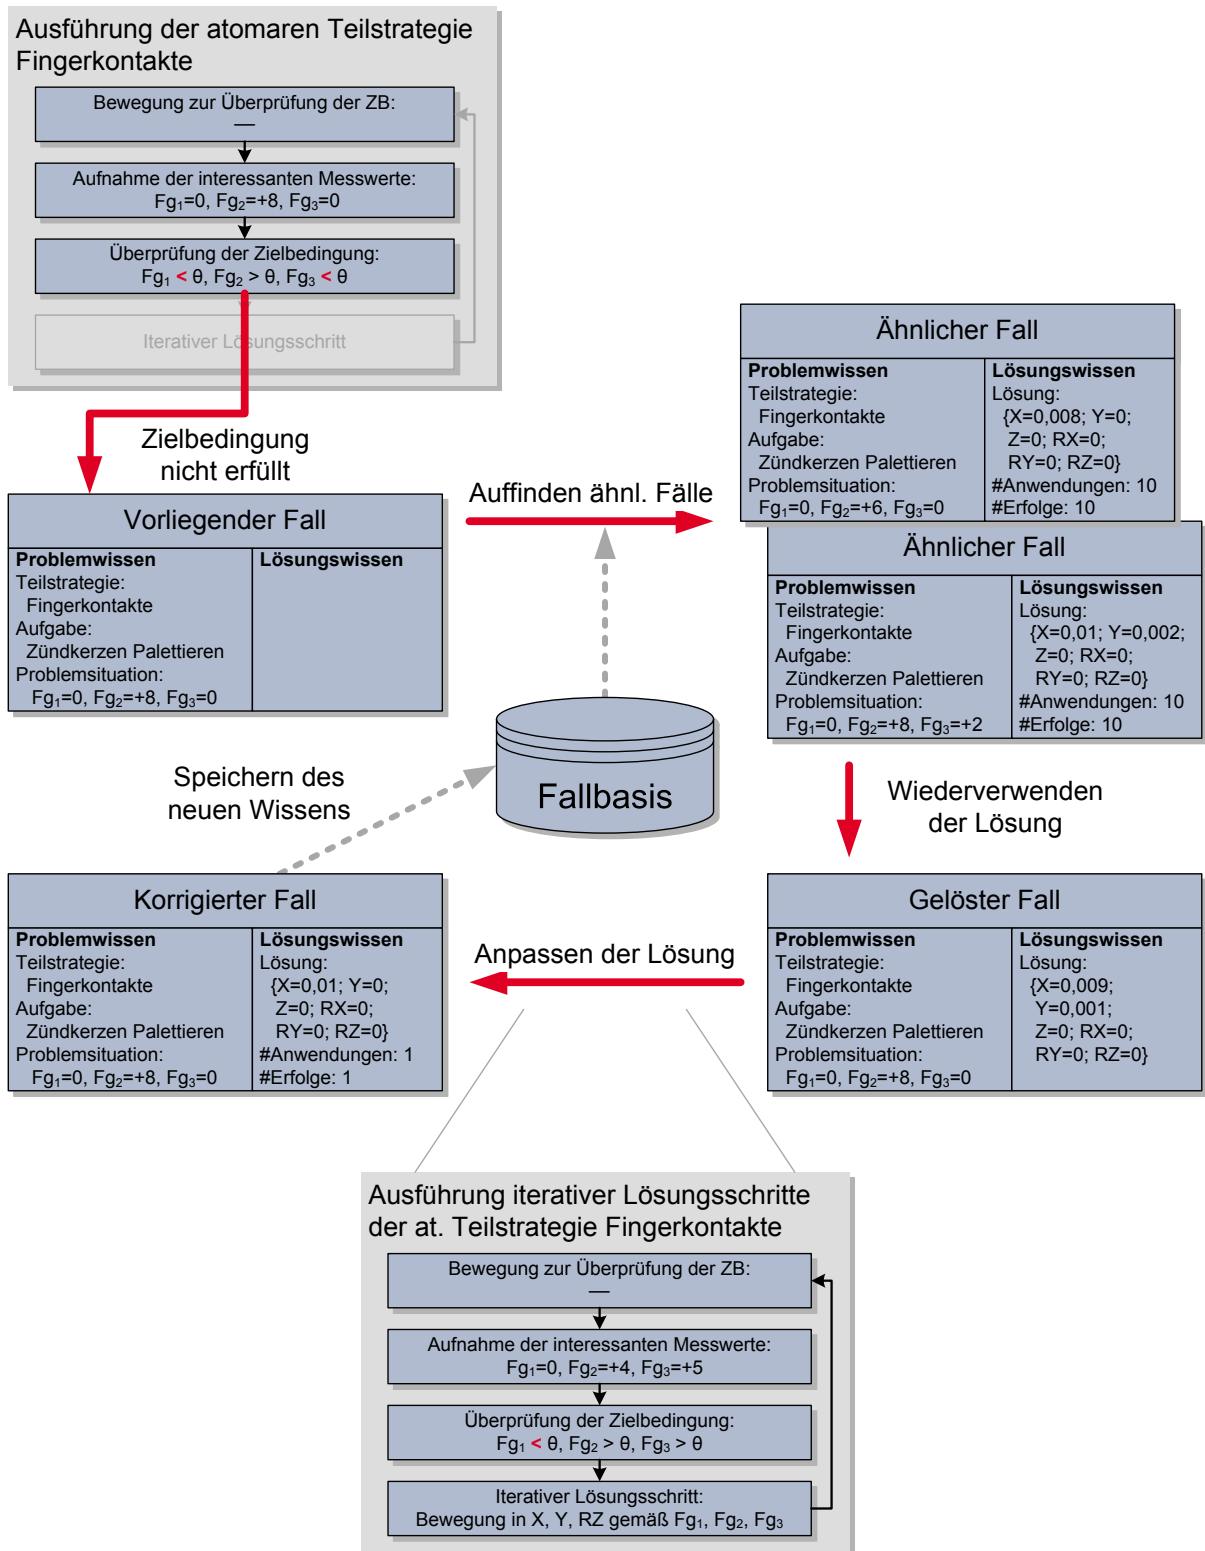 Ausführung der atomaren Teilstrategie
Fingerkontakte
Bewegung zur Überprüfung der ZB:
—
Aufnahme der interessanten Messwerte:
Fg₁=0, Fg₂=+8, Fg₃=0
Überprüfung der Zielbedingung:
Fg₁ < θ, Fg₂ > θ, Fg₃ < θ
Iterativer Lösungsschritt
Zielbedingung
nicht erfüllt
Vorliegender Fall
Problemwissen
Teilstrategie:
Fingerkontakte
Aufgabe:
Zündkerzen Palettieren
Problemsituation:
Fg₁=0, Fg₂=+8, Fg₃=0
Lösungswissen
Auffinden ähnl. Fälle
Ähnlicher Fall
Problemwissen
Teilstrategie:
Fingerkontakte
Aufgabe:
Zündkerzen Palettieren
Problemsituation:
Fg₁=0, Fg₂=+6, Fg₃=0
Lösungswissen
Lösung:
{X=0,008; Y=0;
Z=0; RX=0;
RY=0; RZ=0}
#Anwendungen: 10
#Erfolge: 10
Ähnlicher Fall
Problemwissen
Teilstrategie:
Fingerkontakte
Aufgabe:
Zündkerzen Palettieren
Problemsituation:
Fg₁=0, Fg₂=+8, Fg₃=+2
Lösungswissen
Lösung:
{X=0,01; Y=0,002;
Z=0; RX=0;
RY=0; RZ=0}
#Anwendungen: 10
#Erfolge: 10
Fallbasis
Speichern des
neuen Wissens
Wiederverwenden
der Lösung
Gelöster Fall
Problemwissen
Teilstrategie:
Fingerkontakte
Aufgabe:
Zündkerzen Palettieren
Problemsituation:
Fg₁=0, Fg₂=+8, Fg₃=0
Lösungswissen
Lösung:
{X=0,009;
Y=0,001;
Z=0; RX=0;
RY=0; RZ=0}
Anpassen der Lösung
Korrigierter Fall
Problemwissen
Teilstrategie:
Fingerkontakte
Aufgabe:
Zündkerzen Palettieren
Problemsituation:
Fg₁=0, Fg₂=+8, Fg₃=0
Lösungswissen
Lösung:
{X=0,01; Y=0;
Z=0; RX=0;
RY=0; RZ=0}
#Anwendungen: 1
#Erfolge: 1
Ausführung iterativer Lösungsschritte
der at. Teilstrategie Fingerkontakte
Bewegung zur Überprüfung der ZB:
—
Aufnahme der interessanten Messwerte:
Fg₁=0, Fg₂=+4, Fg₃=+5
Überprüfung der Zielbedingung:
Fg₁ < θ, Fg₂ > θ, Fg₃ > θ
Iterativer Lösungsschritt:
Bewegung in X, Y, RZ gemäß Fg₁, Fg₂, Fg₃